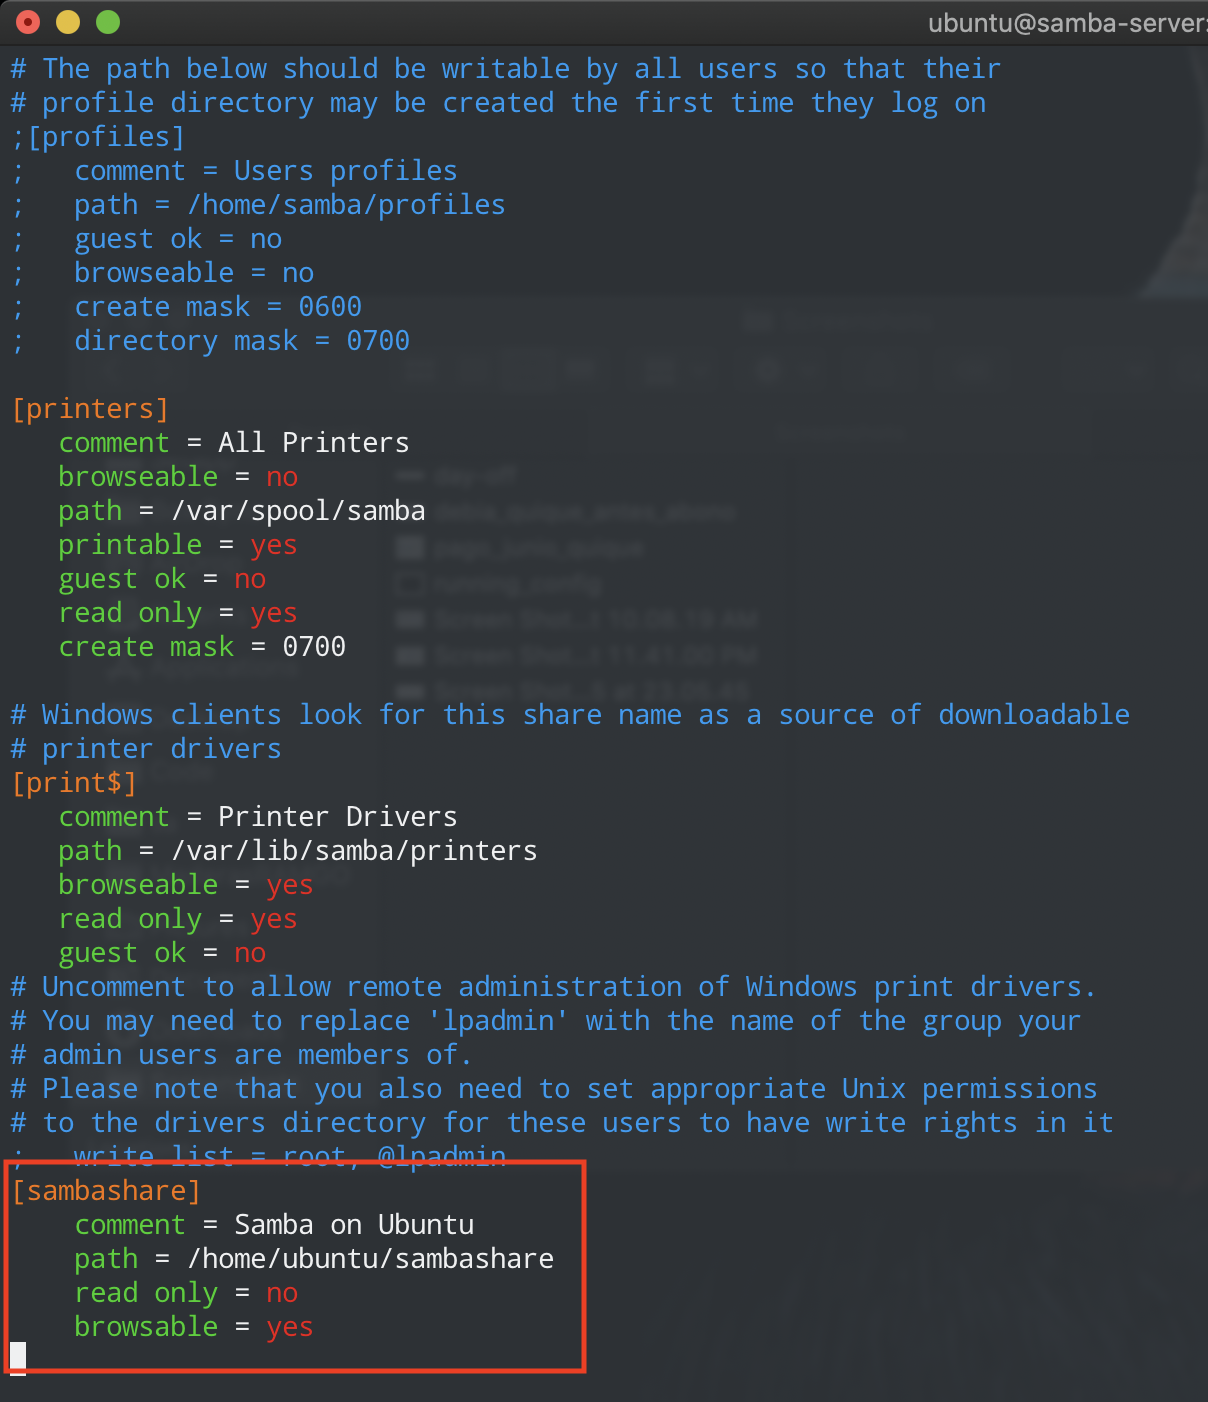 ubuntu@samba-server:
# The path below should be writable by all users so that their
# profile directory may be created the first time they log on
;[profiles]
;   comment = Users profiles
;   path = /home/samba/profiles
;   guest ok = no
;   browseable = no
;   create mask = 0600
;   directory mask = 0700
[printers]
   comment = All Printers
   browseable = no
   path = /var/spool/samba
   printable = yes
   guest ok = no
   read only = yes
   create mask = 0700
# Windows clients look for this share name as a source of downloadable
# printer drivers
[print$]
   comment = Printer Drivers
   path = /var/lib/samba/printers
   browseable = yes
   read only = yes
   guest ok = no
# Uncomment to allow remote administration of Windows print drivers.
# You may need to replace 'lpadmin' with the name of the group your
# admin users are members of.
# Please note that you also need to set appropriate Unix permissions
# to the drivers directory for these users to have write rights in it
;   write list = root, @lpadmin
[sambashare]
    comment = Samba on Ubuntu
    path = /home/ubuntu/sambashare
    read only = no
    browsable = yes